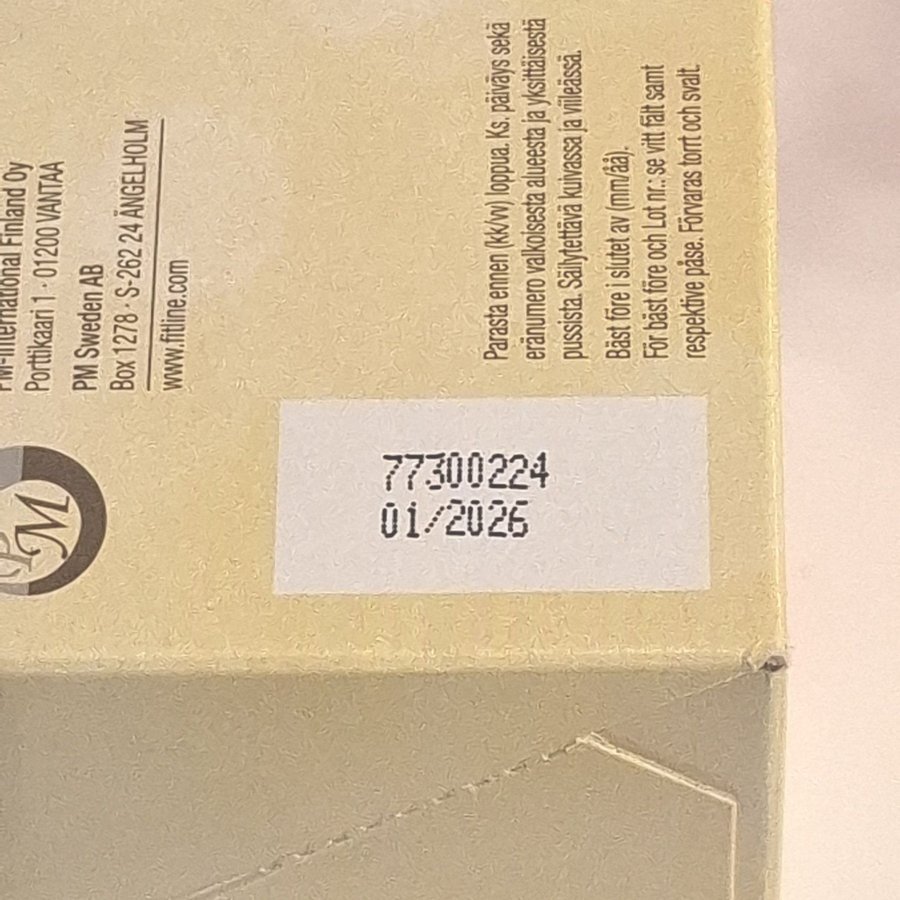 PM-International Finland Oy
Porttikaari 1 · 01200 VANTAA
PM Sweden AB
Box 1278 · S-262 24 ÄNGELHOLM
www.fitline.com
Parasta ennen (kk/vv) loppua. Ks. päiväys sekä
eränumero valkoisesta alueesta ja yksittäisestä
pussista. Säilytettävä kuivassa ja viileässä.
Bäst före i slutet av (mm/åå).
För bäst före och Lot nr.: se vitt fält samt
respektive påse. Förvaras torrt och svalt.
77300224
01/2026
PM